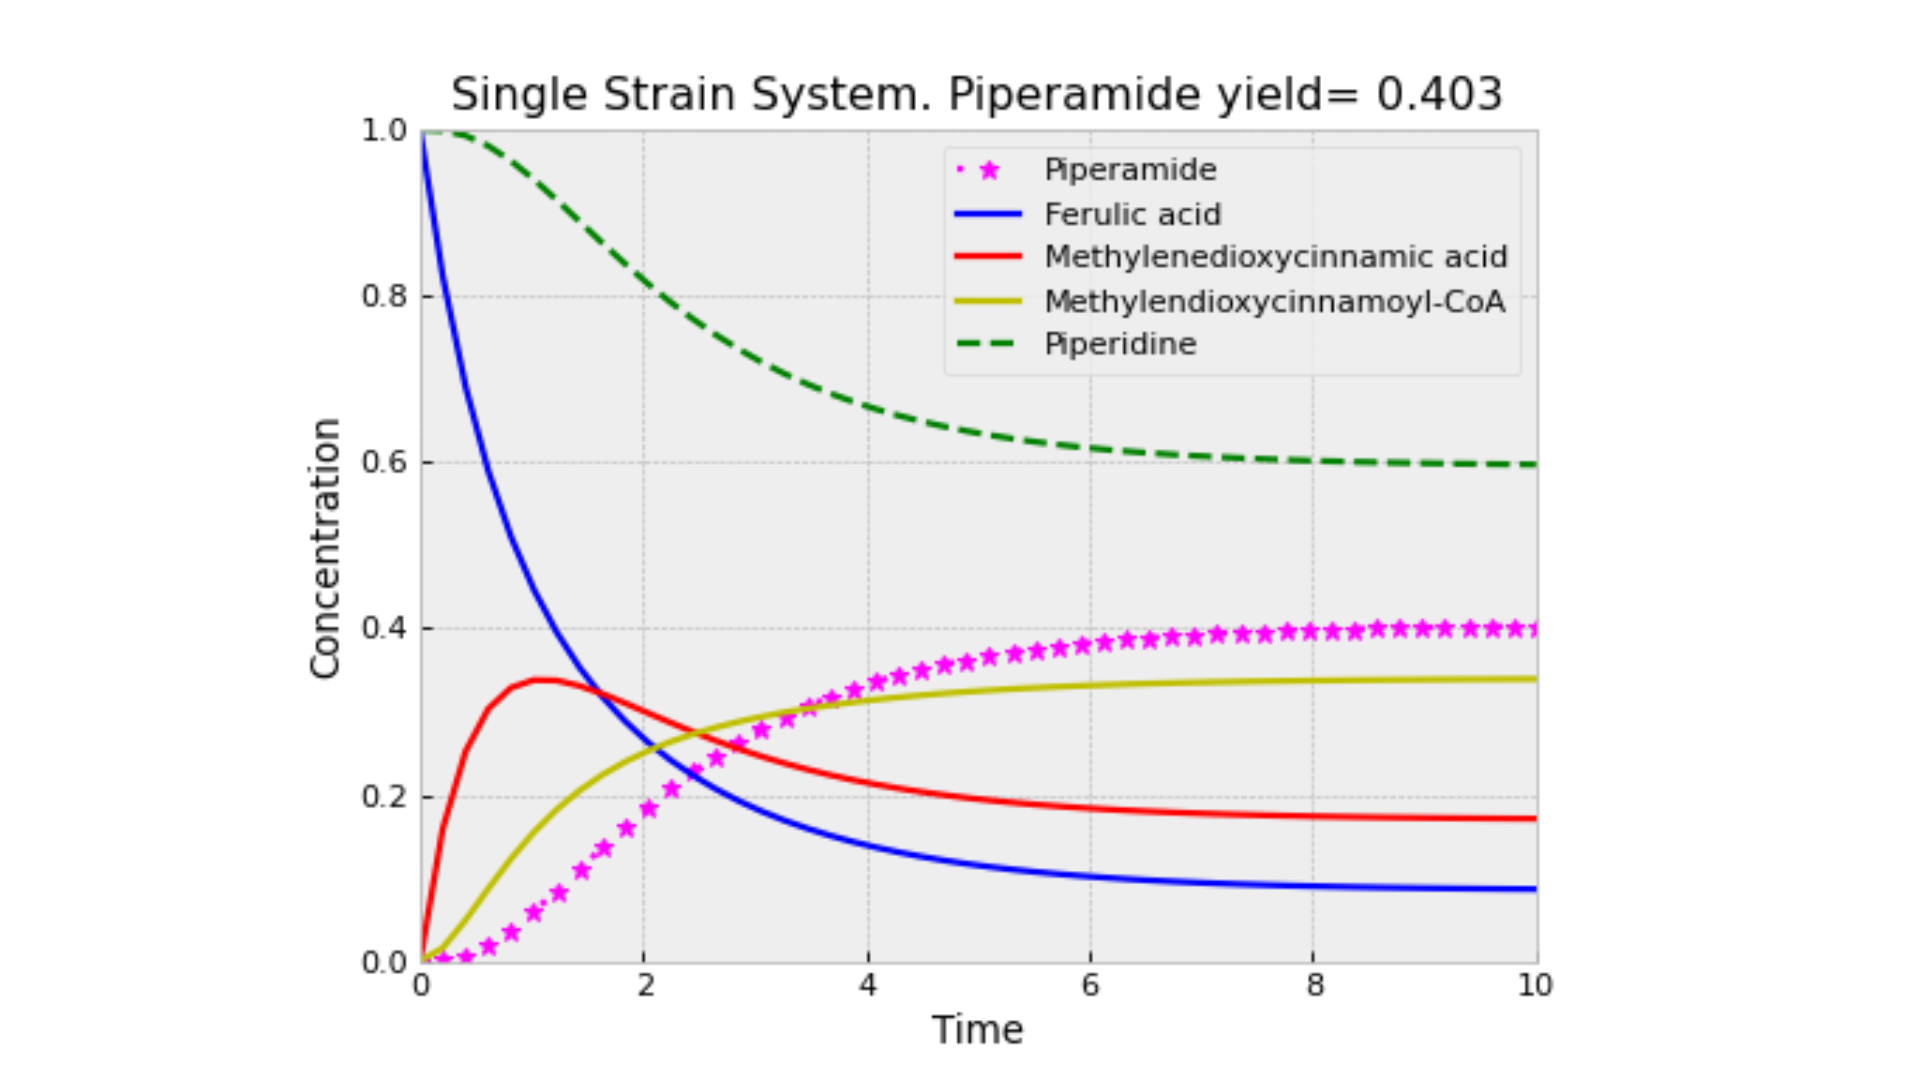 Single Strain System. Piperamide yield= 0.403
1.0
0.8
0.6
0.4
0.2
0.0
Concentration
Piperamide
Ferulic acid
Methylenedioxycinnamic acid
Methylendioxycinnamoyl-CoA
Piperidine
0 2 4 6 8 10
Time